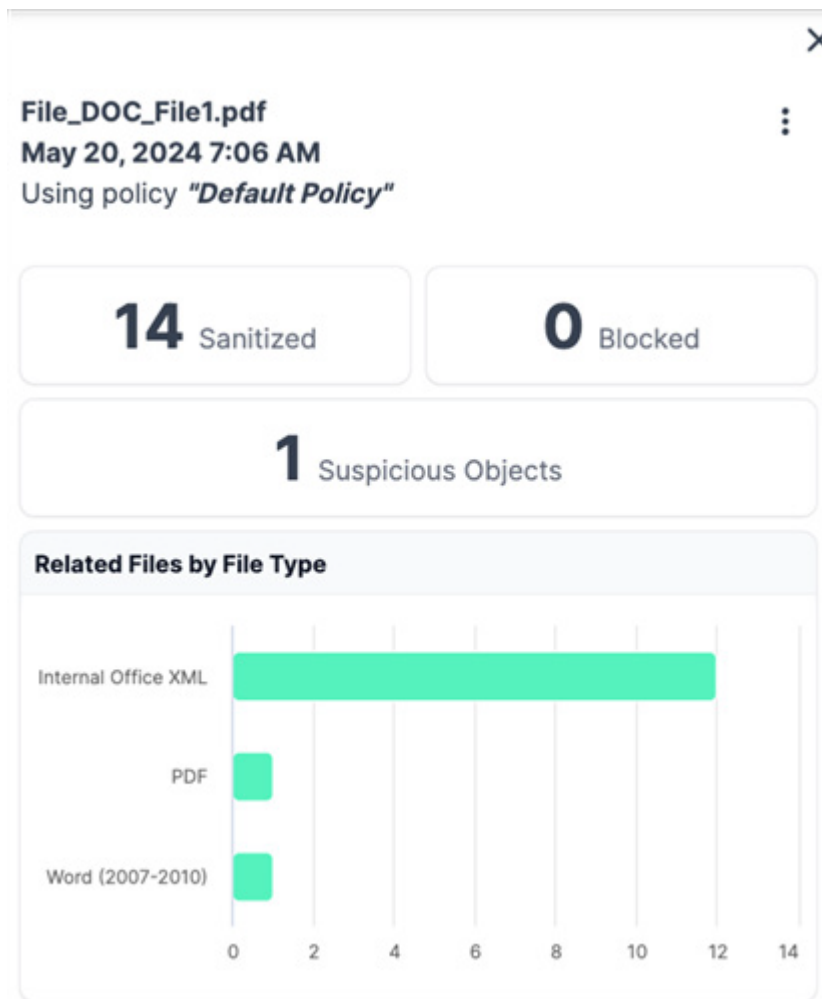 File_DOC_File1.pdf
May 20, 2024 7:06 AM
Using policy "Default Policy"
14 Sanitized
0 Blocked
1 Suspicious Objects
Related Files by File Type
Internal Office XML
PDF
Word (2007-2010)
0 2 4 6 8 10 12 14